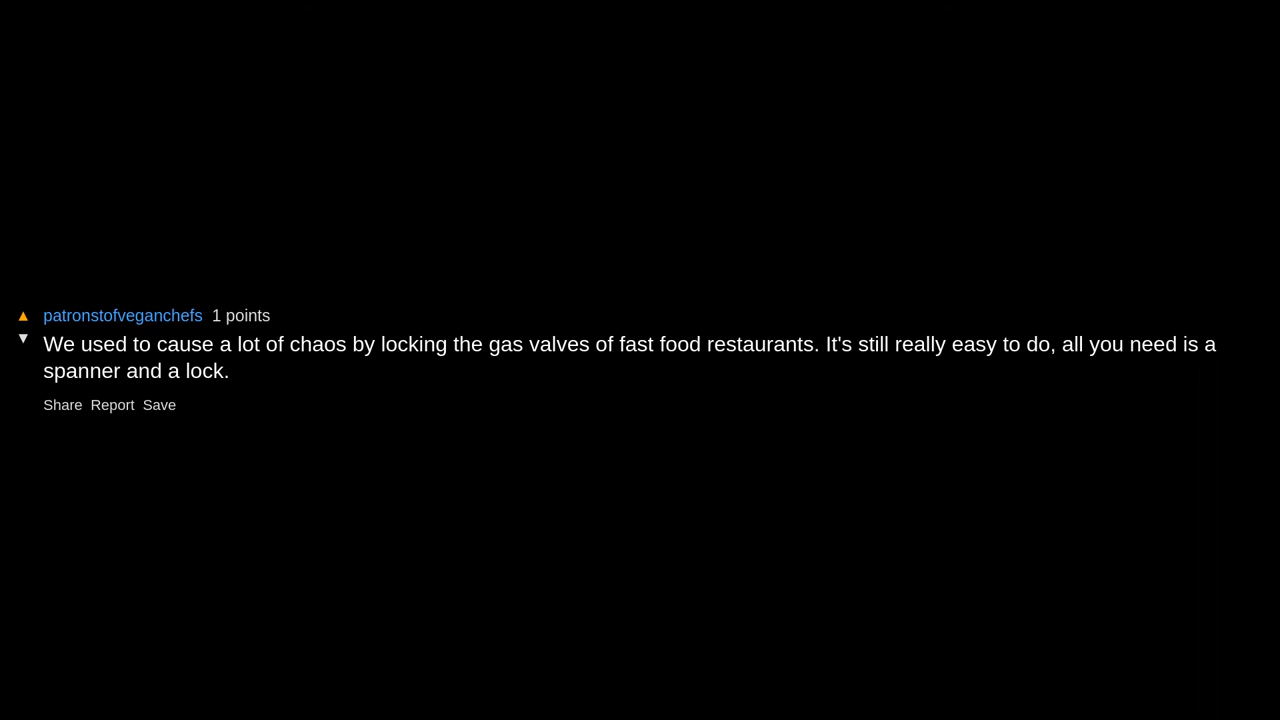 ▲ patronstofveganchefs 1 points
▼ We used to cause a lot of chaos by locking the gas valves of fast food restaurants. It's still really easy to do, all you need is a
spanner and a lock.
Share Report Save